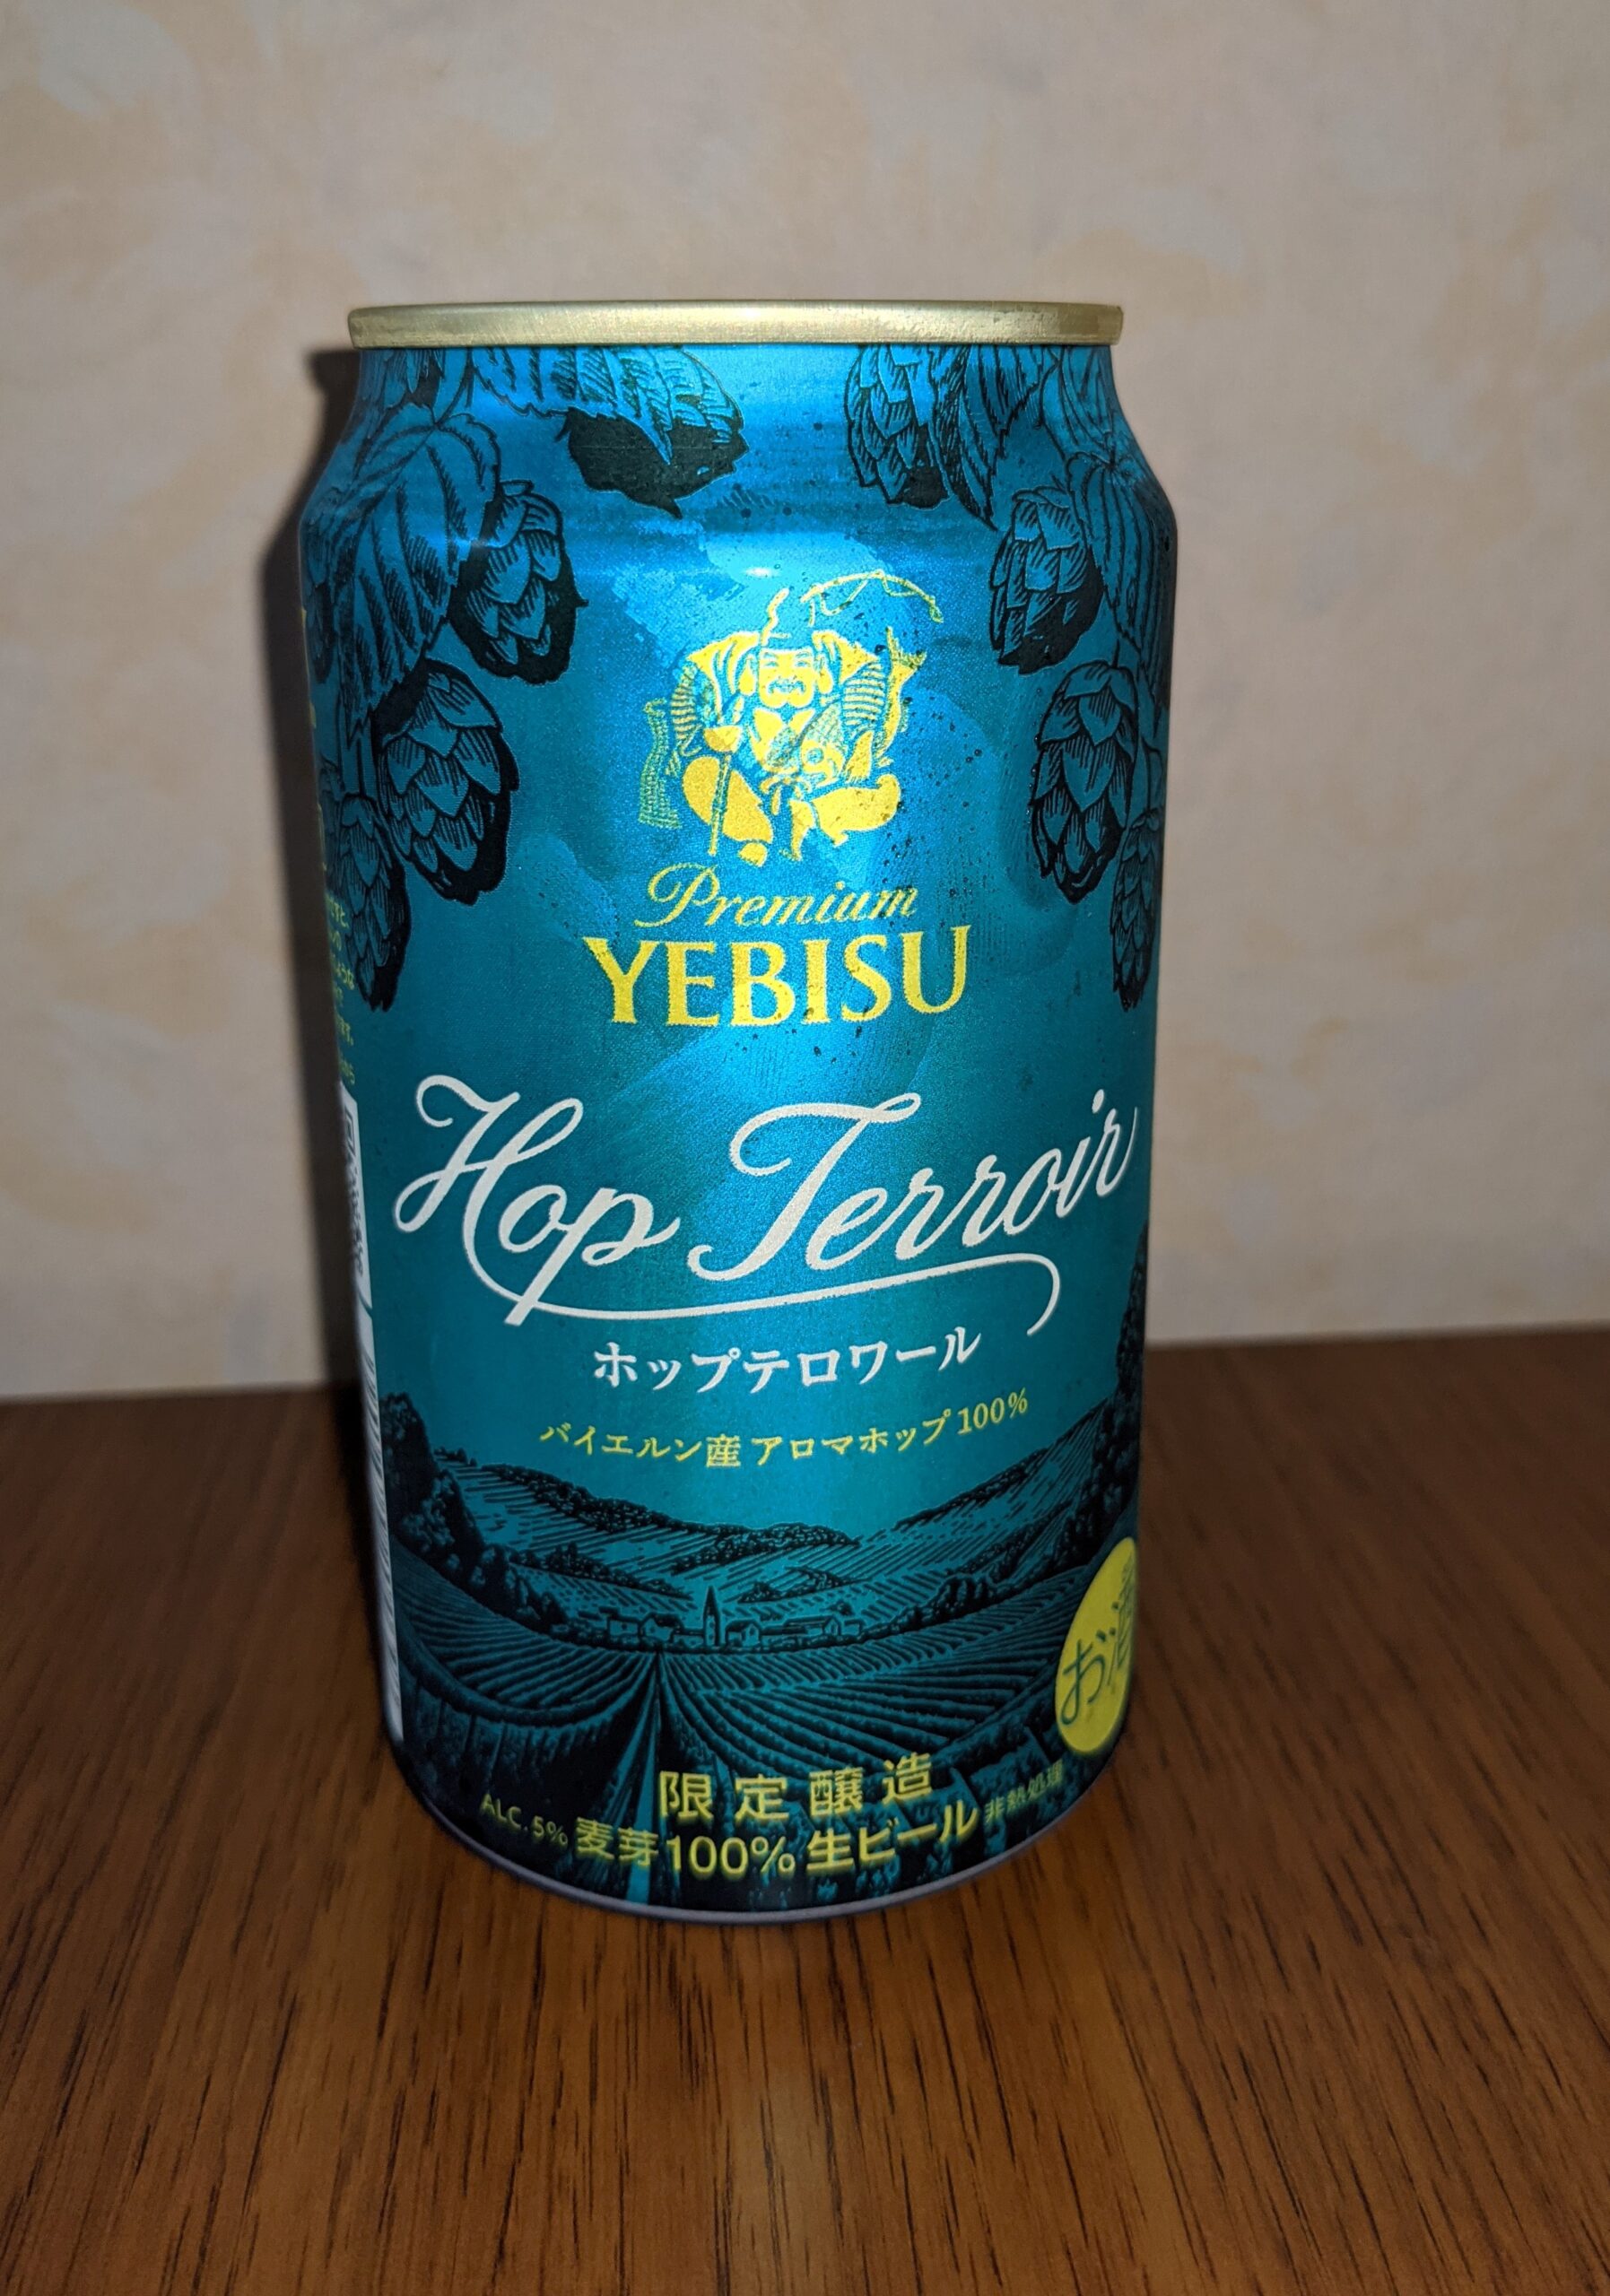 Premium
YEBISU
Hop Terroir
ホップテロワール
バイエルン産 アロマホップ 100%
お酒
限定醸造
ALC.5% 麦芽100% 生ビール 非熱処理